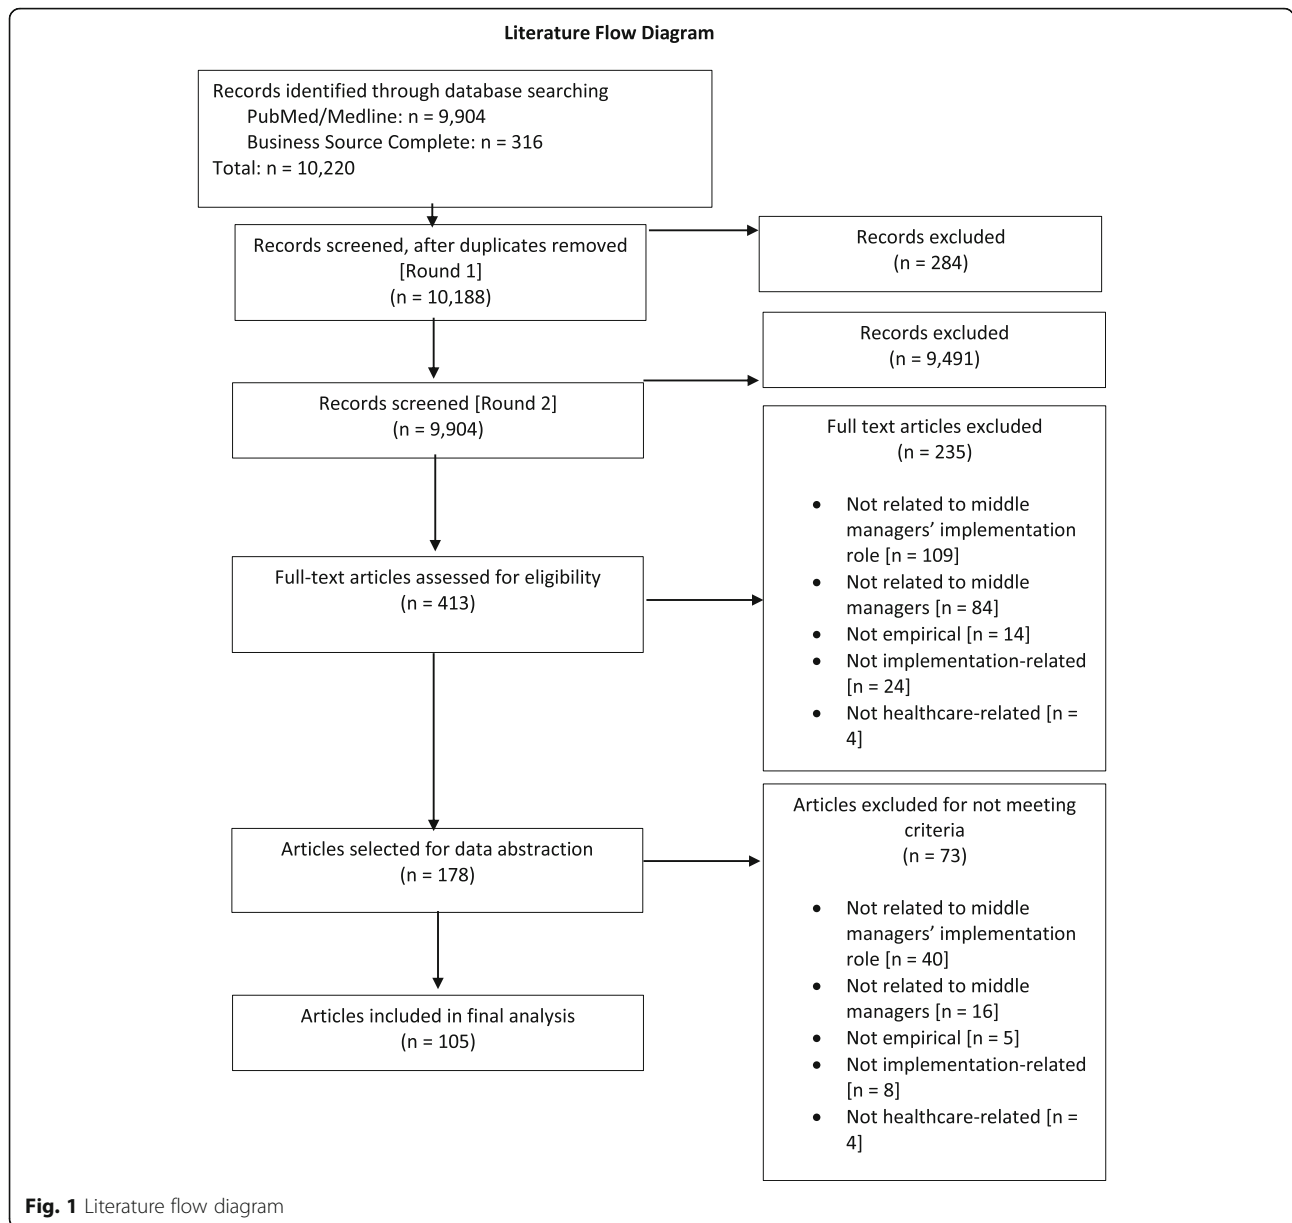 Literature Flow Diagram
Records identified through database searching
PubMed/Medline: n = 9,904
Business Source Complete: n = 316
Total: n = 10,220
Records screened, after duplicates removed
[Round 1]
(n = 10,188)
Records excluded
(n = 284)
Records excluded
(n = 9,491)
Records screened [Round 2]
(n = 9,904)
Full text articles excluded
(n = 235)
• Not related to middle
managers’ implementation
role [n = 109]
• Not related to middle
managers [n = 84]
• Not empirical [n = 14]
• Not implementation-related
[n = 24]
• Not healthcare-related [n =
4]
Full-text articles assessed for eligibility
(n = 413)
Articles selected for data abstraction
(n = 178)
Articles excluded for not meeting
criteria
(n = 73)
• Not related to middle
managers’ implementation
role [n = 40]
• Not related to middle
managers [n = 16]
• Not empirical [n = 5]
• Not implementation-related
[n = 8]
• Not healthcare-related [n =
4]
Articles included in final analysis
(n = 105)
Fig. 1 Literature flow diagram